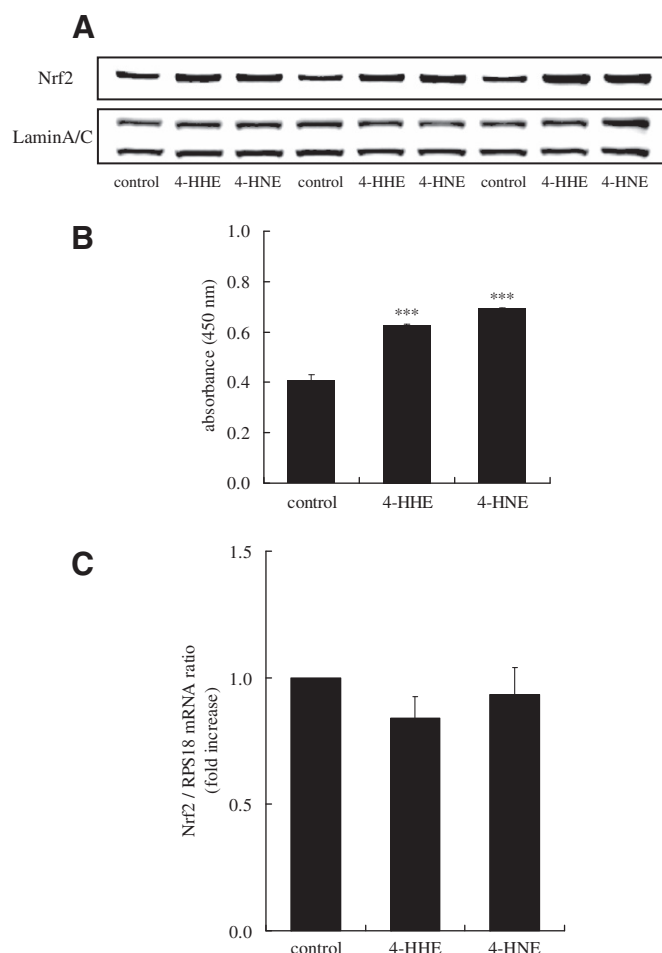 A
Nrf2
LaminA/C
control 4-HHE 4-HNE control 4-HHE 4-HNE control 4-HHE 4-HNE
B
absorbance (450 nm)
1.0
0.8
0.6
0.4
0.2
0.0
***
***
control 4-HHE 4-HNE
C
Nrf2 / RPS18 mRNA ratio
(fold increase)
1.5
1.0
0.5
0.0
control 4-HHE 4-HNE